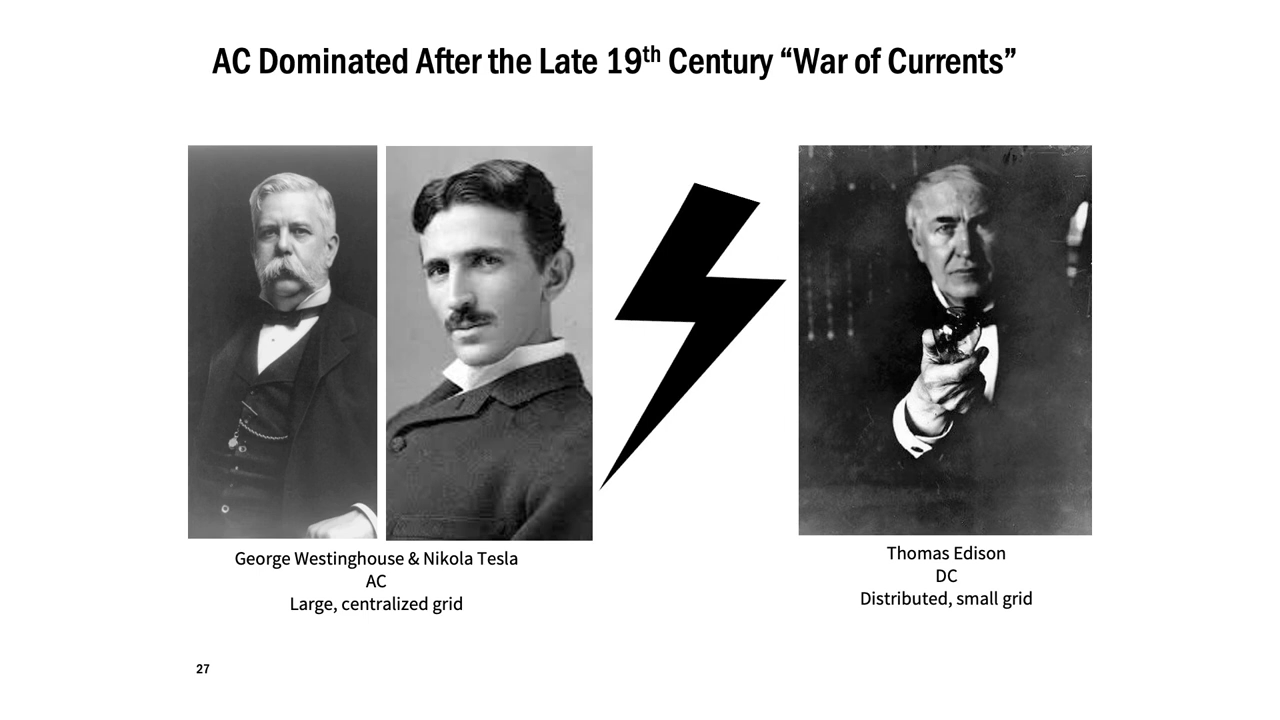 AC Dominated After the Late 19th Century “War of Currents”
George Westinghouse & Nikola Tesla
AC
Large, centralized grid
Thomas Edison
DC
Distributed, small grid
27